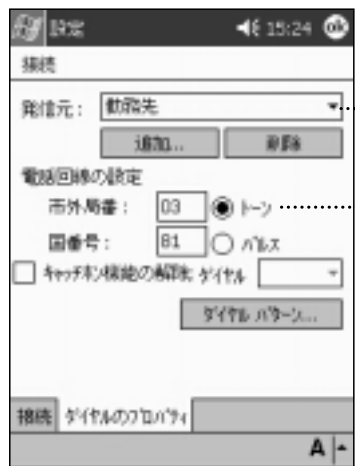 設定 15:24 ok
接続
発信元： 勤務先
追加... 削除
電話回線の設定
市外局番： 03 トーン
国番号： 81 パルス
キャッチホン機能の解除: ダイヤル
ダイヤル パターン...
接続 ダイヤルのプロパティ
A